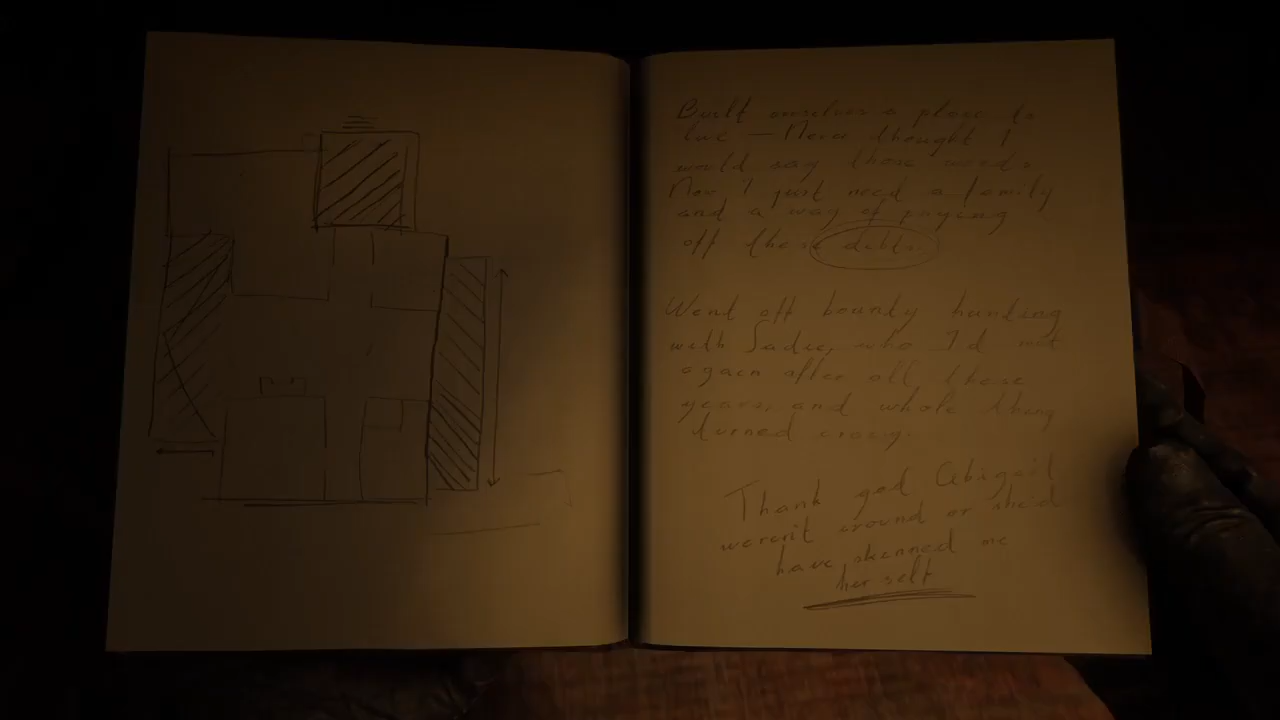 Built ourselves a place to
live — Never thought I
would say those words.
Now I just need a family
and a way of paying
off these debts.
Went off bounty hunting
with Sadie, who I'd met
again after all these
years, and whole thing
turned crazy.
Thank god Abigail
weren't around or she'd
have skinned me
her self